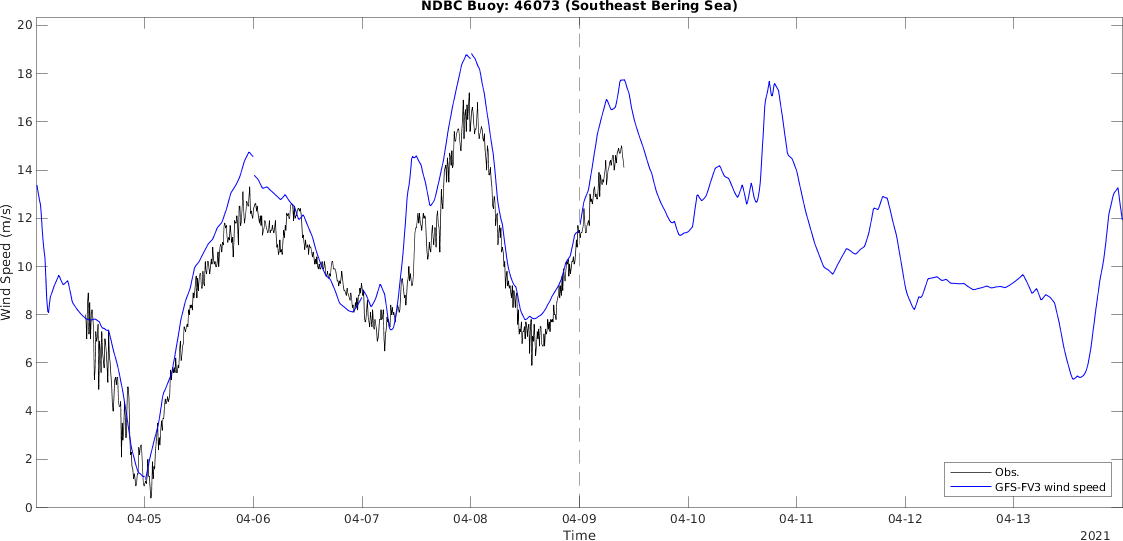 NDBC Buoy: 46073 (Southeast Bering Sea)
20
18
16
14
12
10
8
6
4
2
0
Wind Speed (m/s)
04-05 04-06 04-07 04-08 04-09 04-10 04-11 04-12 04-13
Time
2021
Obs.
GFS-FV3 wind speed